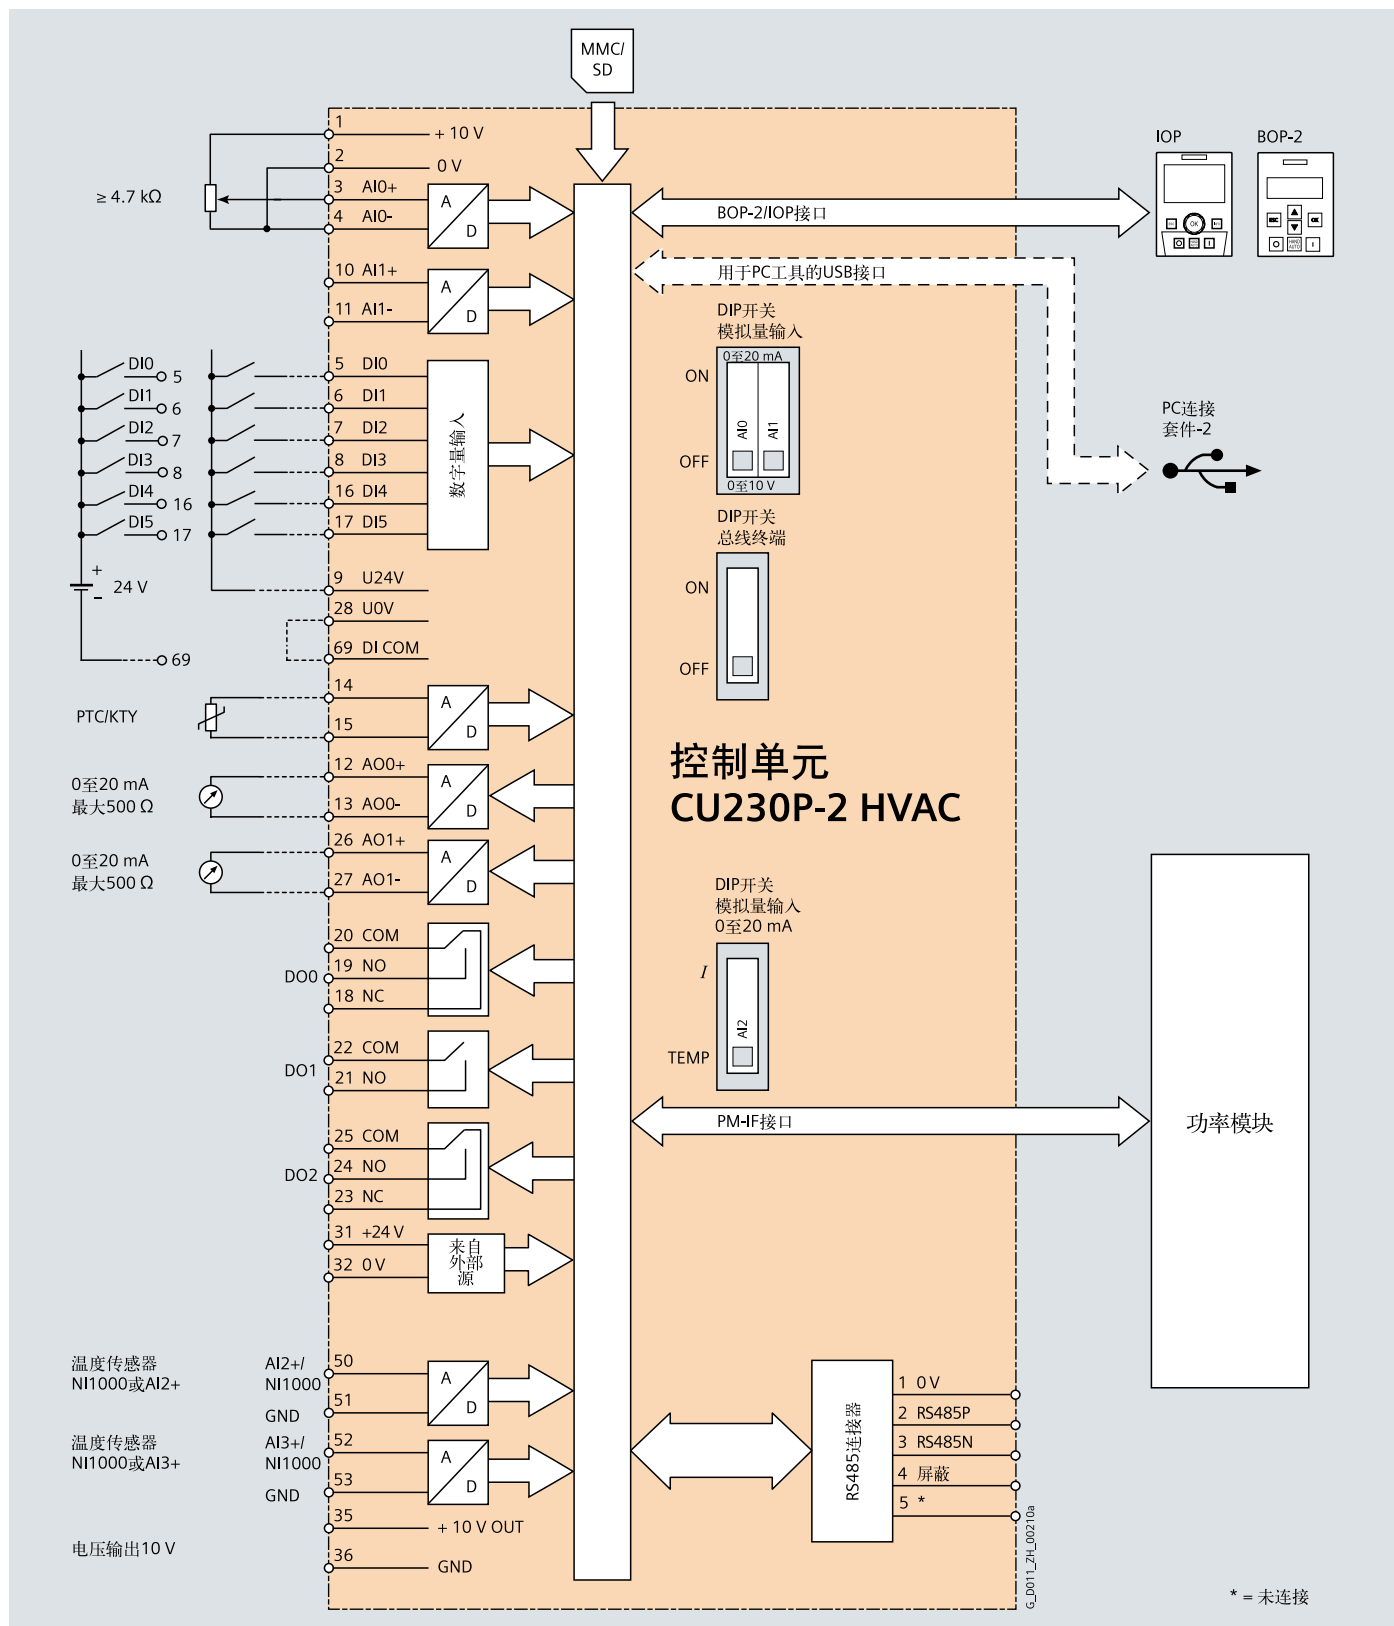 MMC/
SD
1
+ 10 V
2
0 V
≥ 4.7 kΩ
3 AI0+
4 AI0-
A
D
10 AI1+
11 AI1-
A
D
BOP-2/IOP接口
用于PC工具的USB接口
IOP
BOP-2
OK
ESC
OK
HAND
AUTO
DIP开关
模拟量输入
0至20 mA
ON
AI0
AI1
OFF
0至10 V
PC连接
套件-2
DI0
5
DI1
6
DI2
7
DI3
8
DI4
16
DI5
17
+
24 V
-
69
5 DI0
6 DI1
7 DI2
8 DI3
16 DI4
17 DI5
数字量输入
9 U24V
28 U0V
69 DI COM
DIP开关
总线终端
ON
OFF
PTC/KTY
14
15
A
D
控制单元
CU230P-2 HVAC
0至20 mA
最大500 Ω
12 AO0+
13 AO0-
A
D
0至20 mA
最大500 Ω
26 AO1+
27 AO1-
A
D
DIP开关
模拟量输入
0至20 mA
I
AI2
TEMP
DO0
20 COM
19 NO
18 NC
DO1
22 COM
21 NO
DO2
25 COM
24 NO
23 NC
PM-IF接口
功率模块
31 +24 V
32 0 V
来自
外部
源
温度传感器
NI1000或AI2+
AI2+/
NI1000
GND
50
51
A
D
温度传感器
NI1000或AI3+
AI3+/
NI1000
GND
52
53
A
D
电压输出10 V
35
+ 10 V OUT
36
GND
RS485连接器
1 0 V
2 RS485P
3 RS485N
4 屏蔽
5 *
G_D011_ZH_00210a
* = 未连接